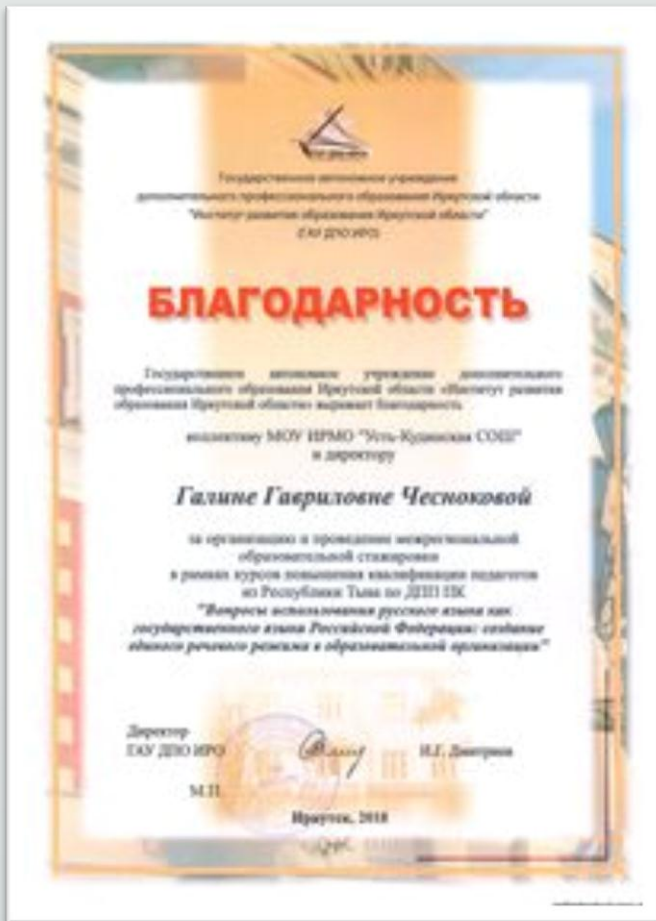 Государственное автономное учреждение
дополнительного профессионального образования Иркутской области
"Институт развития образования Иркутской области"
(ГАУ ДПО ИРО)
БЛАГОДАРНОСТЬ
Государственное автономное учреждение дополнительного
профессионального образования Иркутской области «Институт развития
образования Иркутской области» выражает благодарность
коллективу МОУ ИРМО "Усть-Кудинская СОШ"
и директору
Галине Гавриловне Чесноковой
за организацию и проведение межрегиональной
образовательной стажировки
в рамках курсов повышения квалификации педагогов
из Республики Тыва по ДПП ПК
"Вопросы использования русского языка как
государственного языка Российской Федерации: создание
единого речевого режима в образовательной организации"
Директор
ГАУ ДПО ИРО
И.Г. Дмитриев
М.П.
Иркутск, 2018